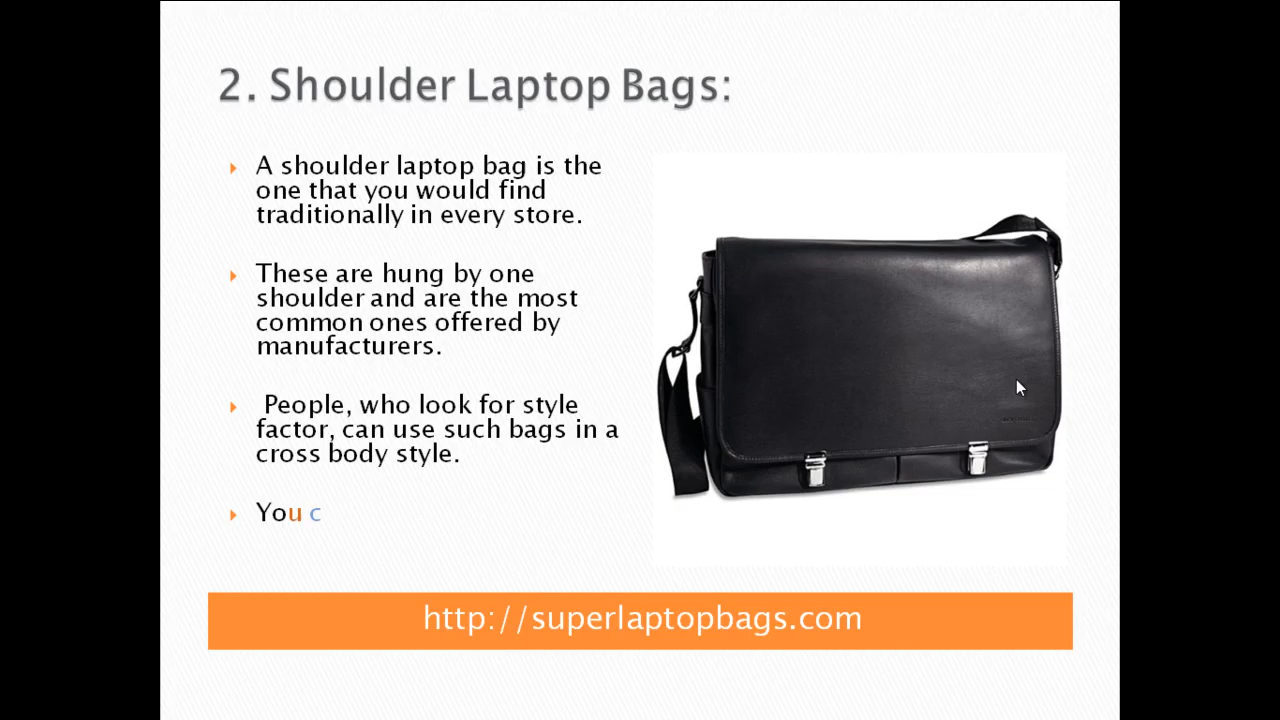 2. Shoulder Laptop Bags:
A shoulder laptop bag is the
one that you would find
traditionally in every store.
These are hung by one
shoulder and are the most
common ones offered by
manufacturers.
People, who look for style
factor, can use such bags in a
cross body style.
You c
http://superlaptopbags.com